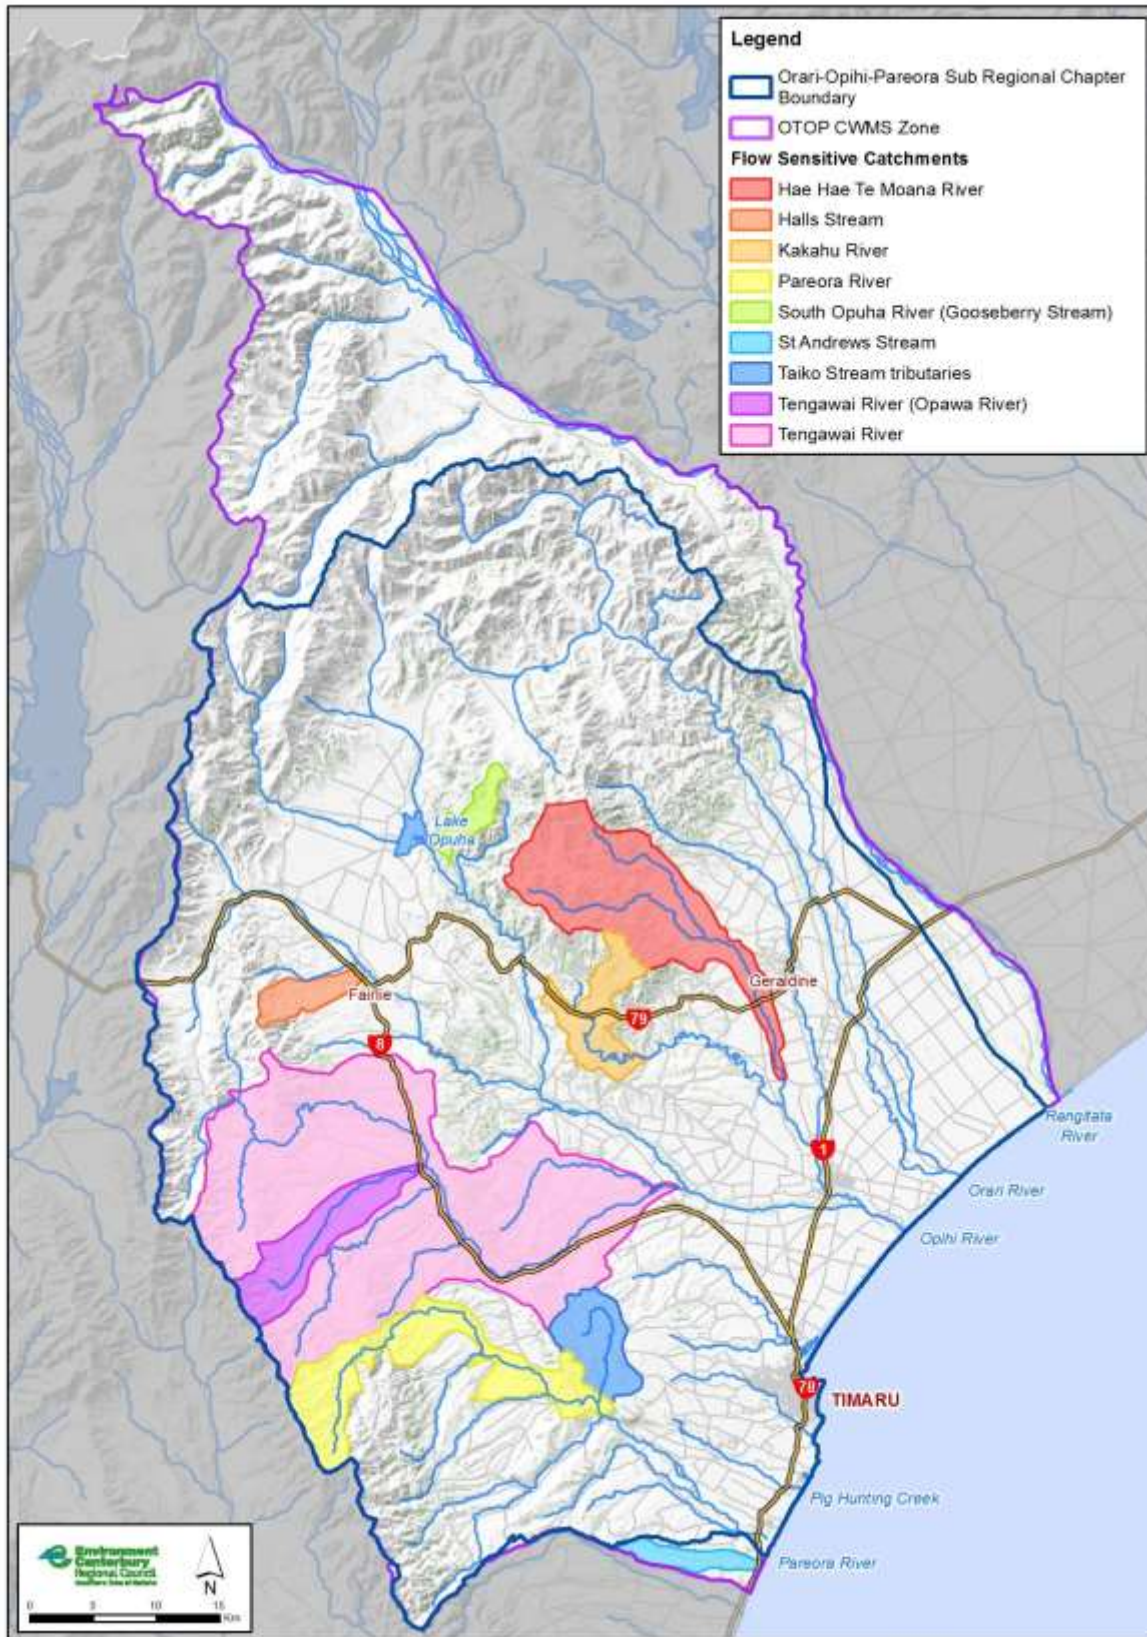 Legend
Orari-Opihi-Pareora Sub Regional Chapter
Boundary
OTOP CWMS Zone
Flow Sensitive Catchments
Hae Hae Te Moana River
Halls Stream
Kakahu River
Pareora River
South Opuha River (Gooseberry Stream)
St Andrews Stream
Taiko Stream tributaries
Tengawai River (Opawa River)
Tengawai River
Lake
Opuha
Fairlie
Geraldine
79
8
Rangitata
River
1
Orari River
Opihi River
78
TIMARU
Pig Hunting Creek
Pareora River
Environment
Canterbury
Regional Council
N
0 5 10 15
Km